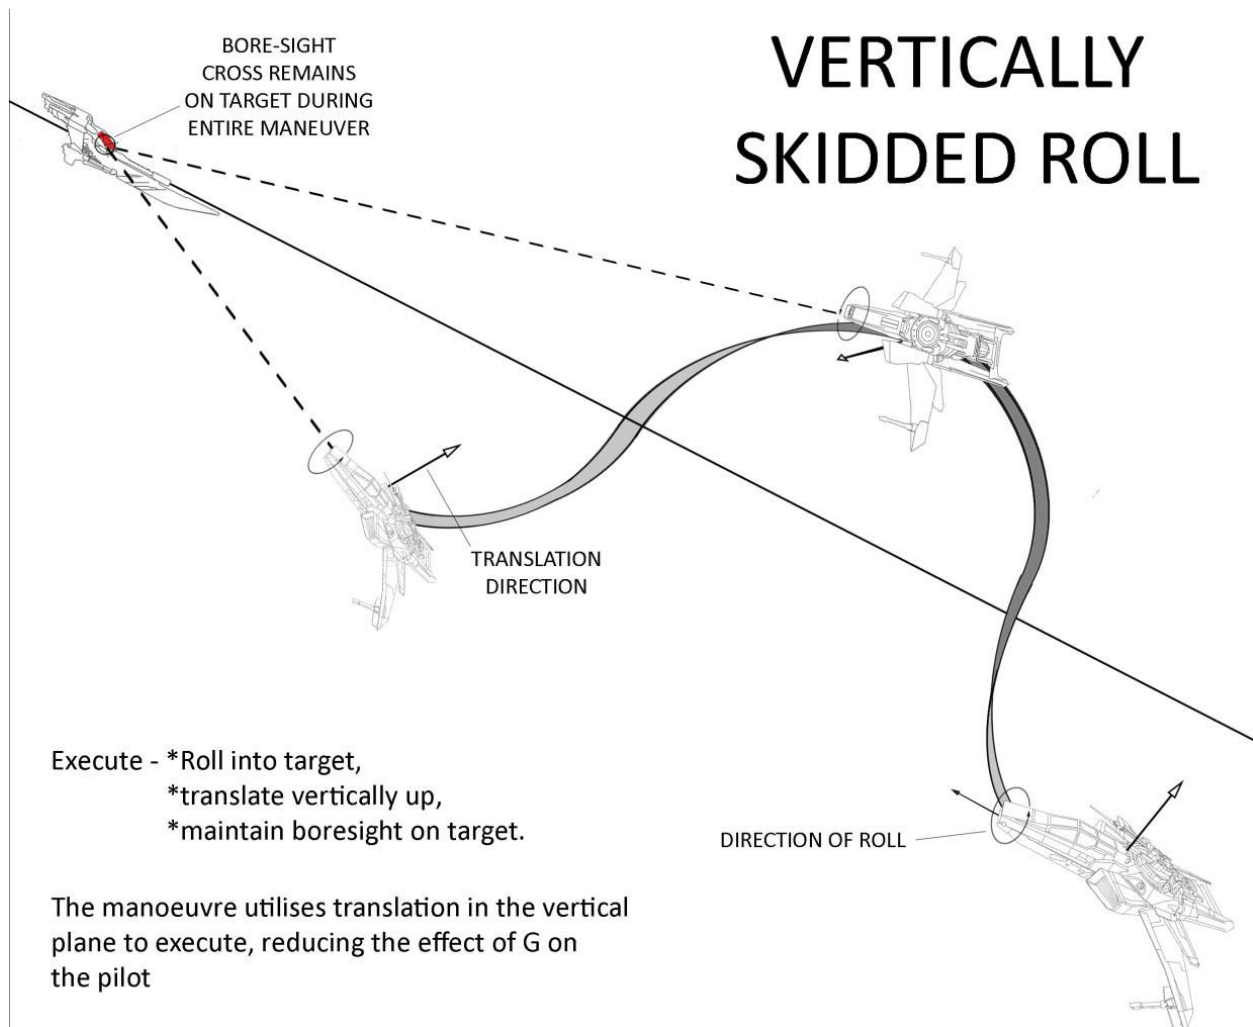 VERTICALLY
SKIDDED ROLL
BORE-SIGHT
CROSS REMAINS
ON TARGET DURING
ENTIRE MANEUVER
TRANSLATION
DIRECTION
DIRECTION OF ROLL
Execute - *Roll into target,
*translate vertically up,
*maintain boresight on target.
The manoeuvre utilises translation in the vertical
plane to execute, reducing the effect of G on
the pilot